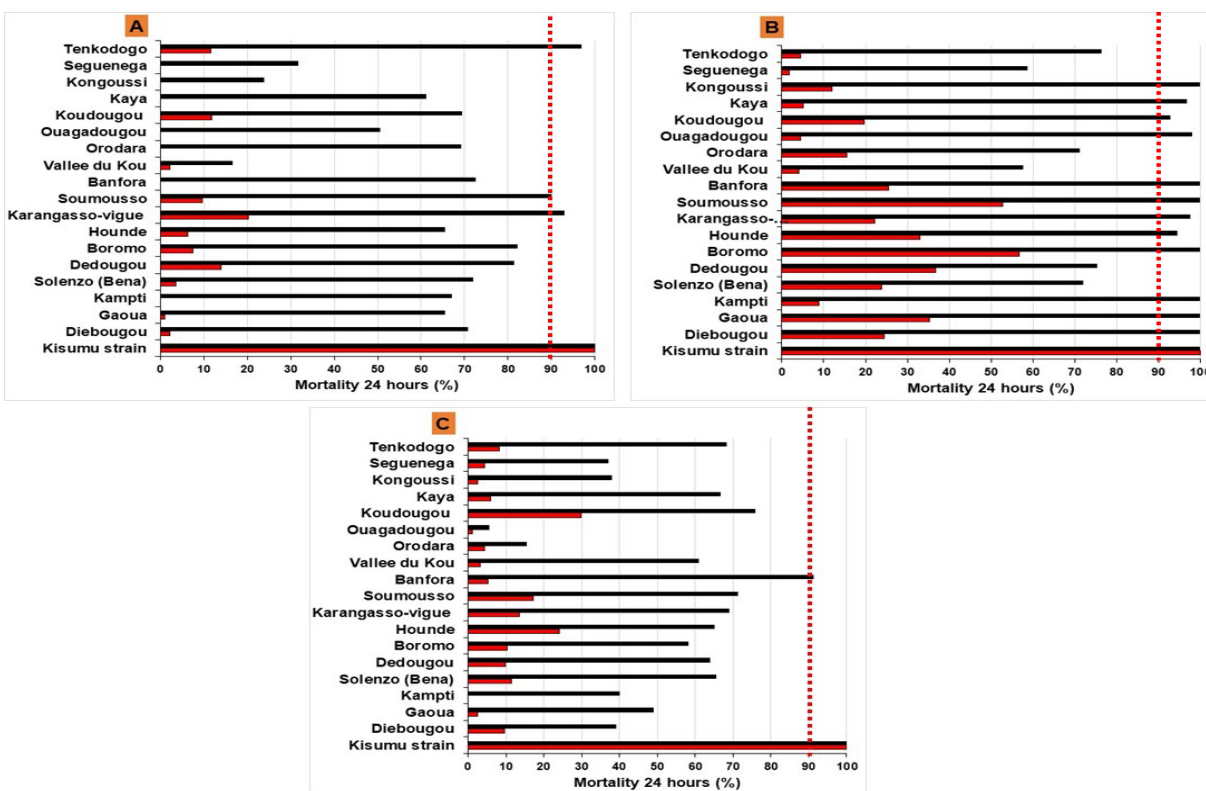 A
Tenkodogo
Seguenega
Kongoussi
Kaya
Koudougou
Ouagadougou
Orodara
Vallee du Kou
Banfora
Soumousso
Karangasso-vigue
Hounde
Boromo
Dedougou
Solenzo (Bena)
Kampti
Gaoua
Diebougou
Kisumu strain
0 10 20 30 40 50 60 70 80 90 100
Mortality 24 hours (%)
B
Tenkodogo
Seguenega
Kongoussi
Kaya
Koudougou
Ouagadougou
Orodara
Vallee du Kou
Banfora
Soumousso
Karangasso-...
Hounde
Boromo
Dedougou
Solenzo (Bena)
Kampti
Gaoua
Diebougou
Kisumu strain
0 10 20 30 40 50 60 70 80 90 100
Mortality 24 hours (%)
C
Tenkodogo
Seguenega
Kongoussi
Kaya
Koudougou
Ouagadougou
Orodara
Vallee du Kou
Banfora
Soumousso
Karangasso-vigue
Hounde
Boromo
Dedougou
Solenzo (Bena)
Kampti
Gaoua
Diebougou
Kisumu strain
0 10 20 30 40 50 60 70 80 90 100
Mortality 24 hours (%)